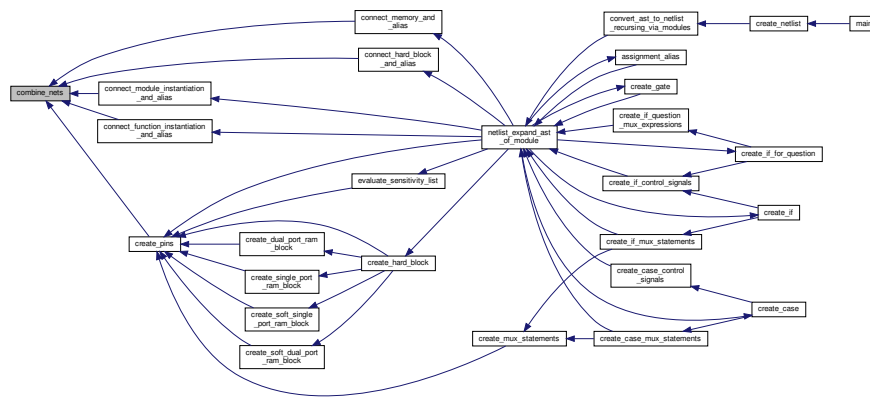 connect_memory_and
_alias
convert_ast_to_netlist
_recursing_via_modules
create_netlist
main
connect_hard_block
_and_alias
assignment_alias
create_gate
combine_nets
connect_module_instantiation
_and_alias
connect_function_instantiation
_and_alias
netlist_expand_ast
_of_module
create_if_question
_mux_expressions
create_if_for_question
evaluate_sensitivity_list
create_if_control_signals
create_if
create_pins
create_dual_port_ram
_block
create_hard_block
create_if_mux_statements
create_single_port
_ram_block
create_case_control
_signals
create_soft_single
_port_ram_block
create_case
create_mux_statements
create_case_mux_statements
create_soft_dual_port
_ram_block